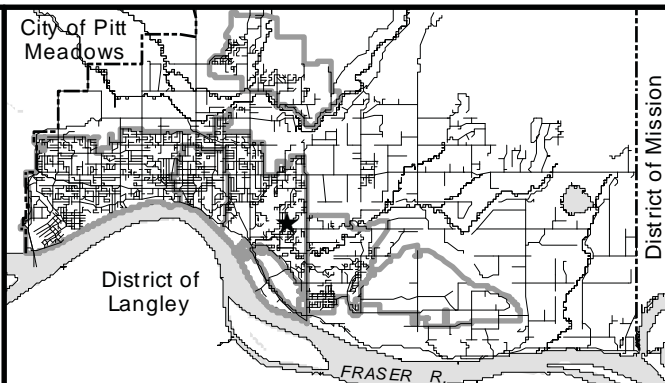 City of Pitt
Meadows
District of Mission
District of
Langley
FRASER R.